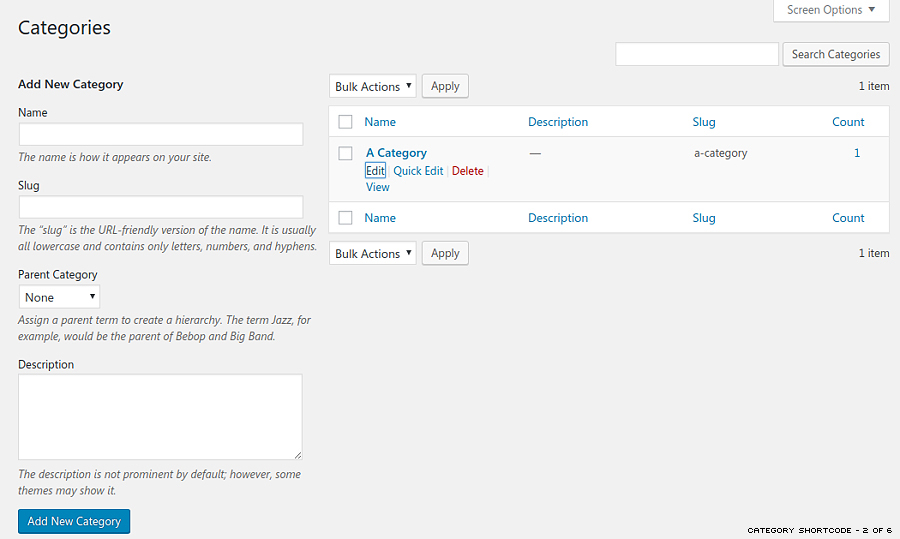 Screen Options ▼
Categories
Search Categories
Add New Category
Name
The name is how it appears on your site.
Slug
The “slug” is the URL-friendly version of the name. It is usually
all lowercase and contains only letters, numbers, and hyphens.
Parent Category
None
Assign a parent term to create a hierarchy. The term Jazz, for
example, would be the parent of Bebop and Big Band.
Description
The description is not prominent by default; however, some
themes may show it.
Add New Category
Bulk Actions Apply 1 item
Name Description Slug Count
A Category — a-category 1
Edit | Quick Edit | Delete |
View
Name Description Slug Count
Bulk Actions Apply 1 item
CATEGORY SHORTCODE - 2 OF 6